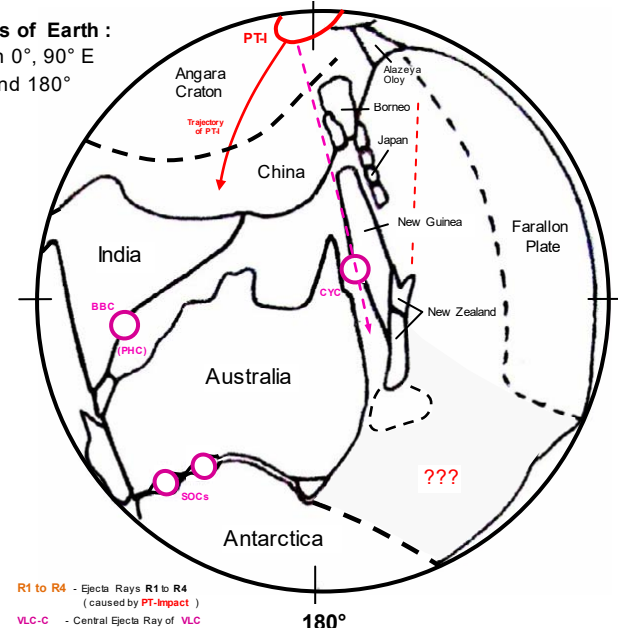 s of Earth :
n 0°, 90° E
nd 180°
PT-I
Angara
Craton
Alazeya
Oloy
Borneo
Trajectory
of PT-I
Japan
China
New Guinea
Farallon
Plate
India
CYC
BBC
New Zealand
(PHC)
Australia
???
SOCs
Antarctica
R1 to R4 - Ejecta Rays R1 to R4
( caused by PT-Impact )
VLC-C - Central Ejecta Ray of VLC
180°